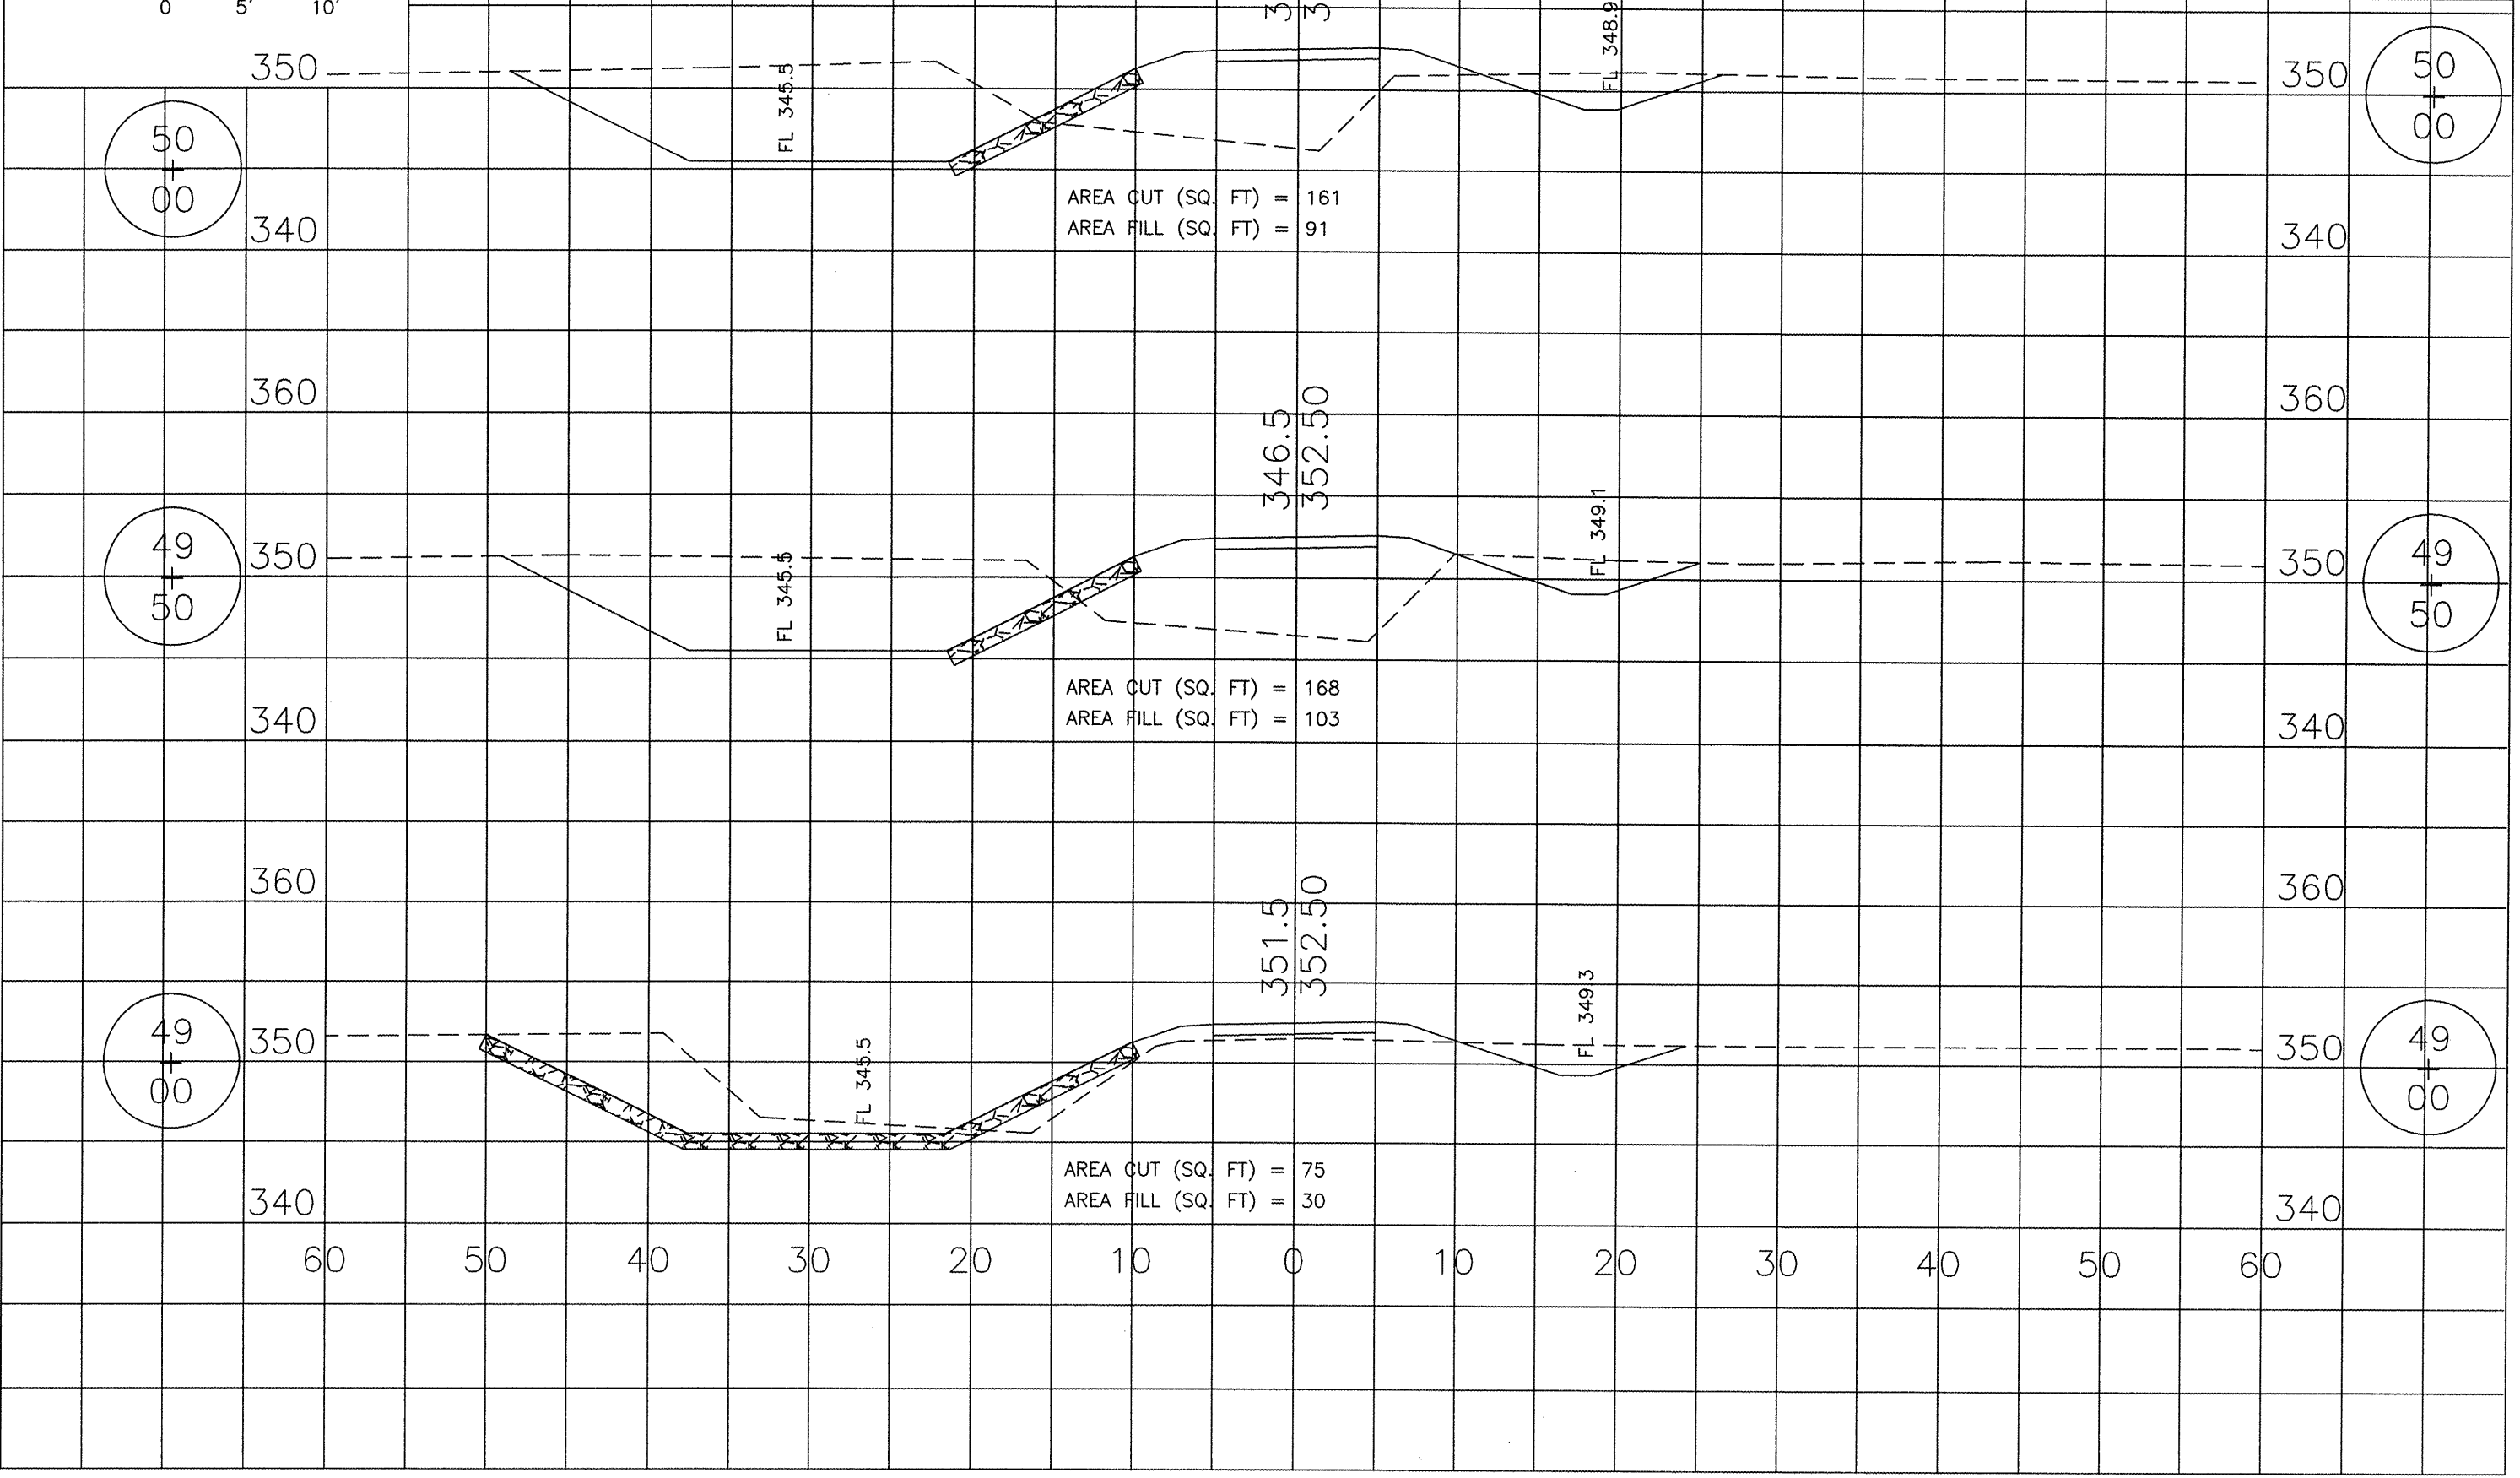 0 5' 10'
FL 348.9
350
FL 345.5
350
50
00
50
00
AREA CUT (SQ. FT) = 161
AREA FILL (SQ. FT) = 91
340
340
360
360
346.5
352.50
FL 349.1
49
50
350
FL 345.5
350
49
50
AREA CUT (SQ. FT) = 168
AREA FILL (SQ. FT) = 103
340
340
360
360
351.5
352.50
FL 349.3
49
00
350
FL 345.5
350
49
00
AREA CUT (SQ. FT) = 75
AREA FILL (SQ. FT) = 30
340
340
60 50 40 30 20 10 0 10 20 30 40 50 60